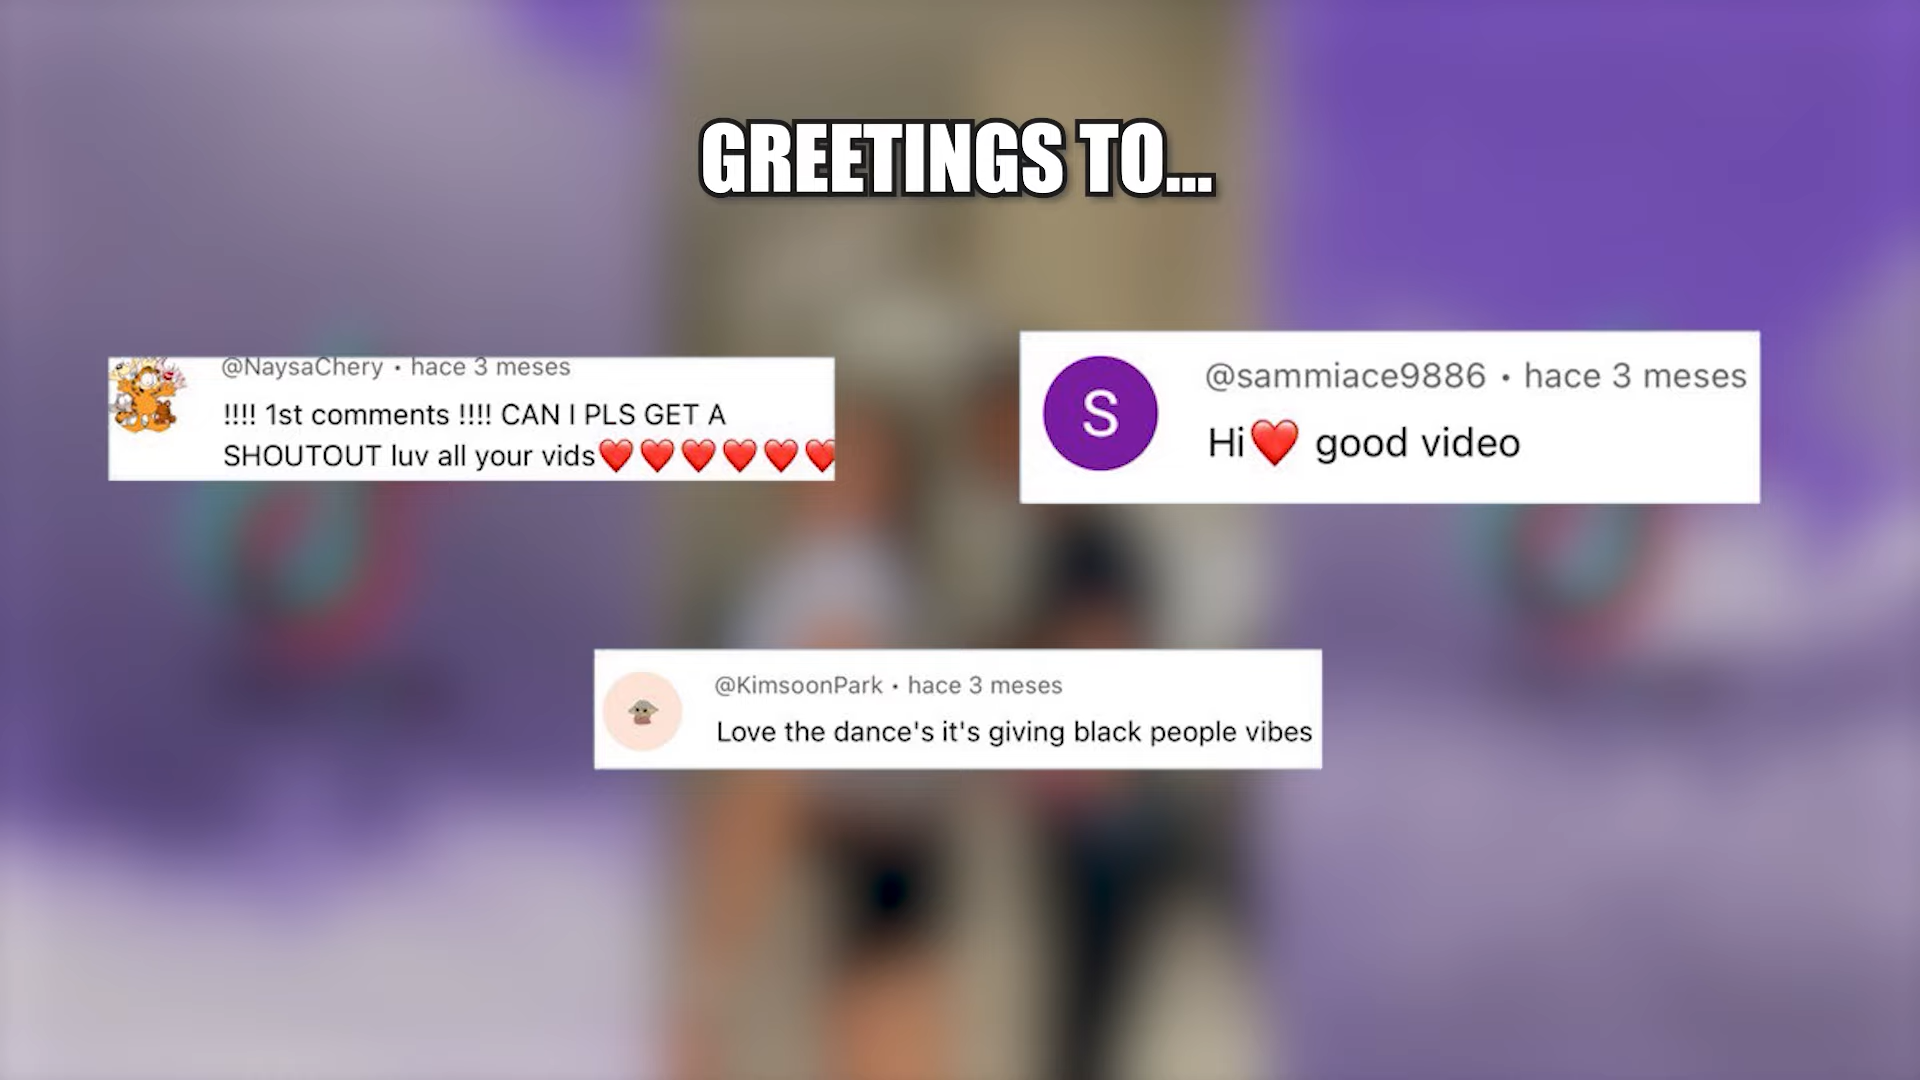 GREETINGS TO...
@NaysaChery • hace 3 meses
!!!! 1st comments !!!! CAN I PLS GET A
SHOUTOUT luv all your vids❤️❤️❤️❤️❤️❤️
@sammiace9886 • hace 3 meses
S
Hi❤️ good video
@KimsoonPark • hace 3 meses
Love the dance's it's giving black people vibes